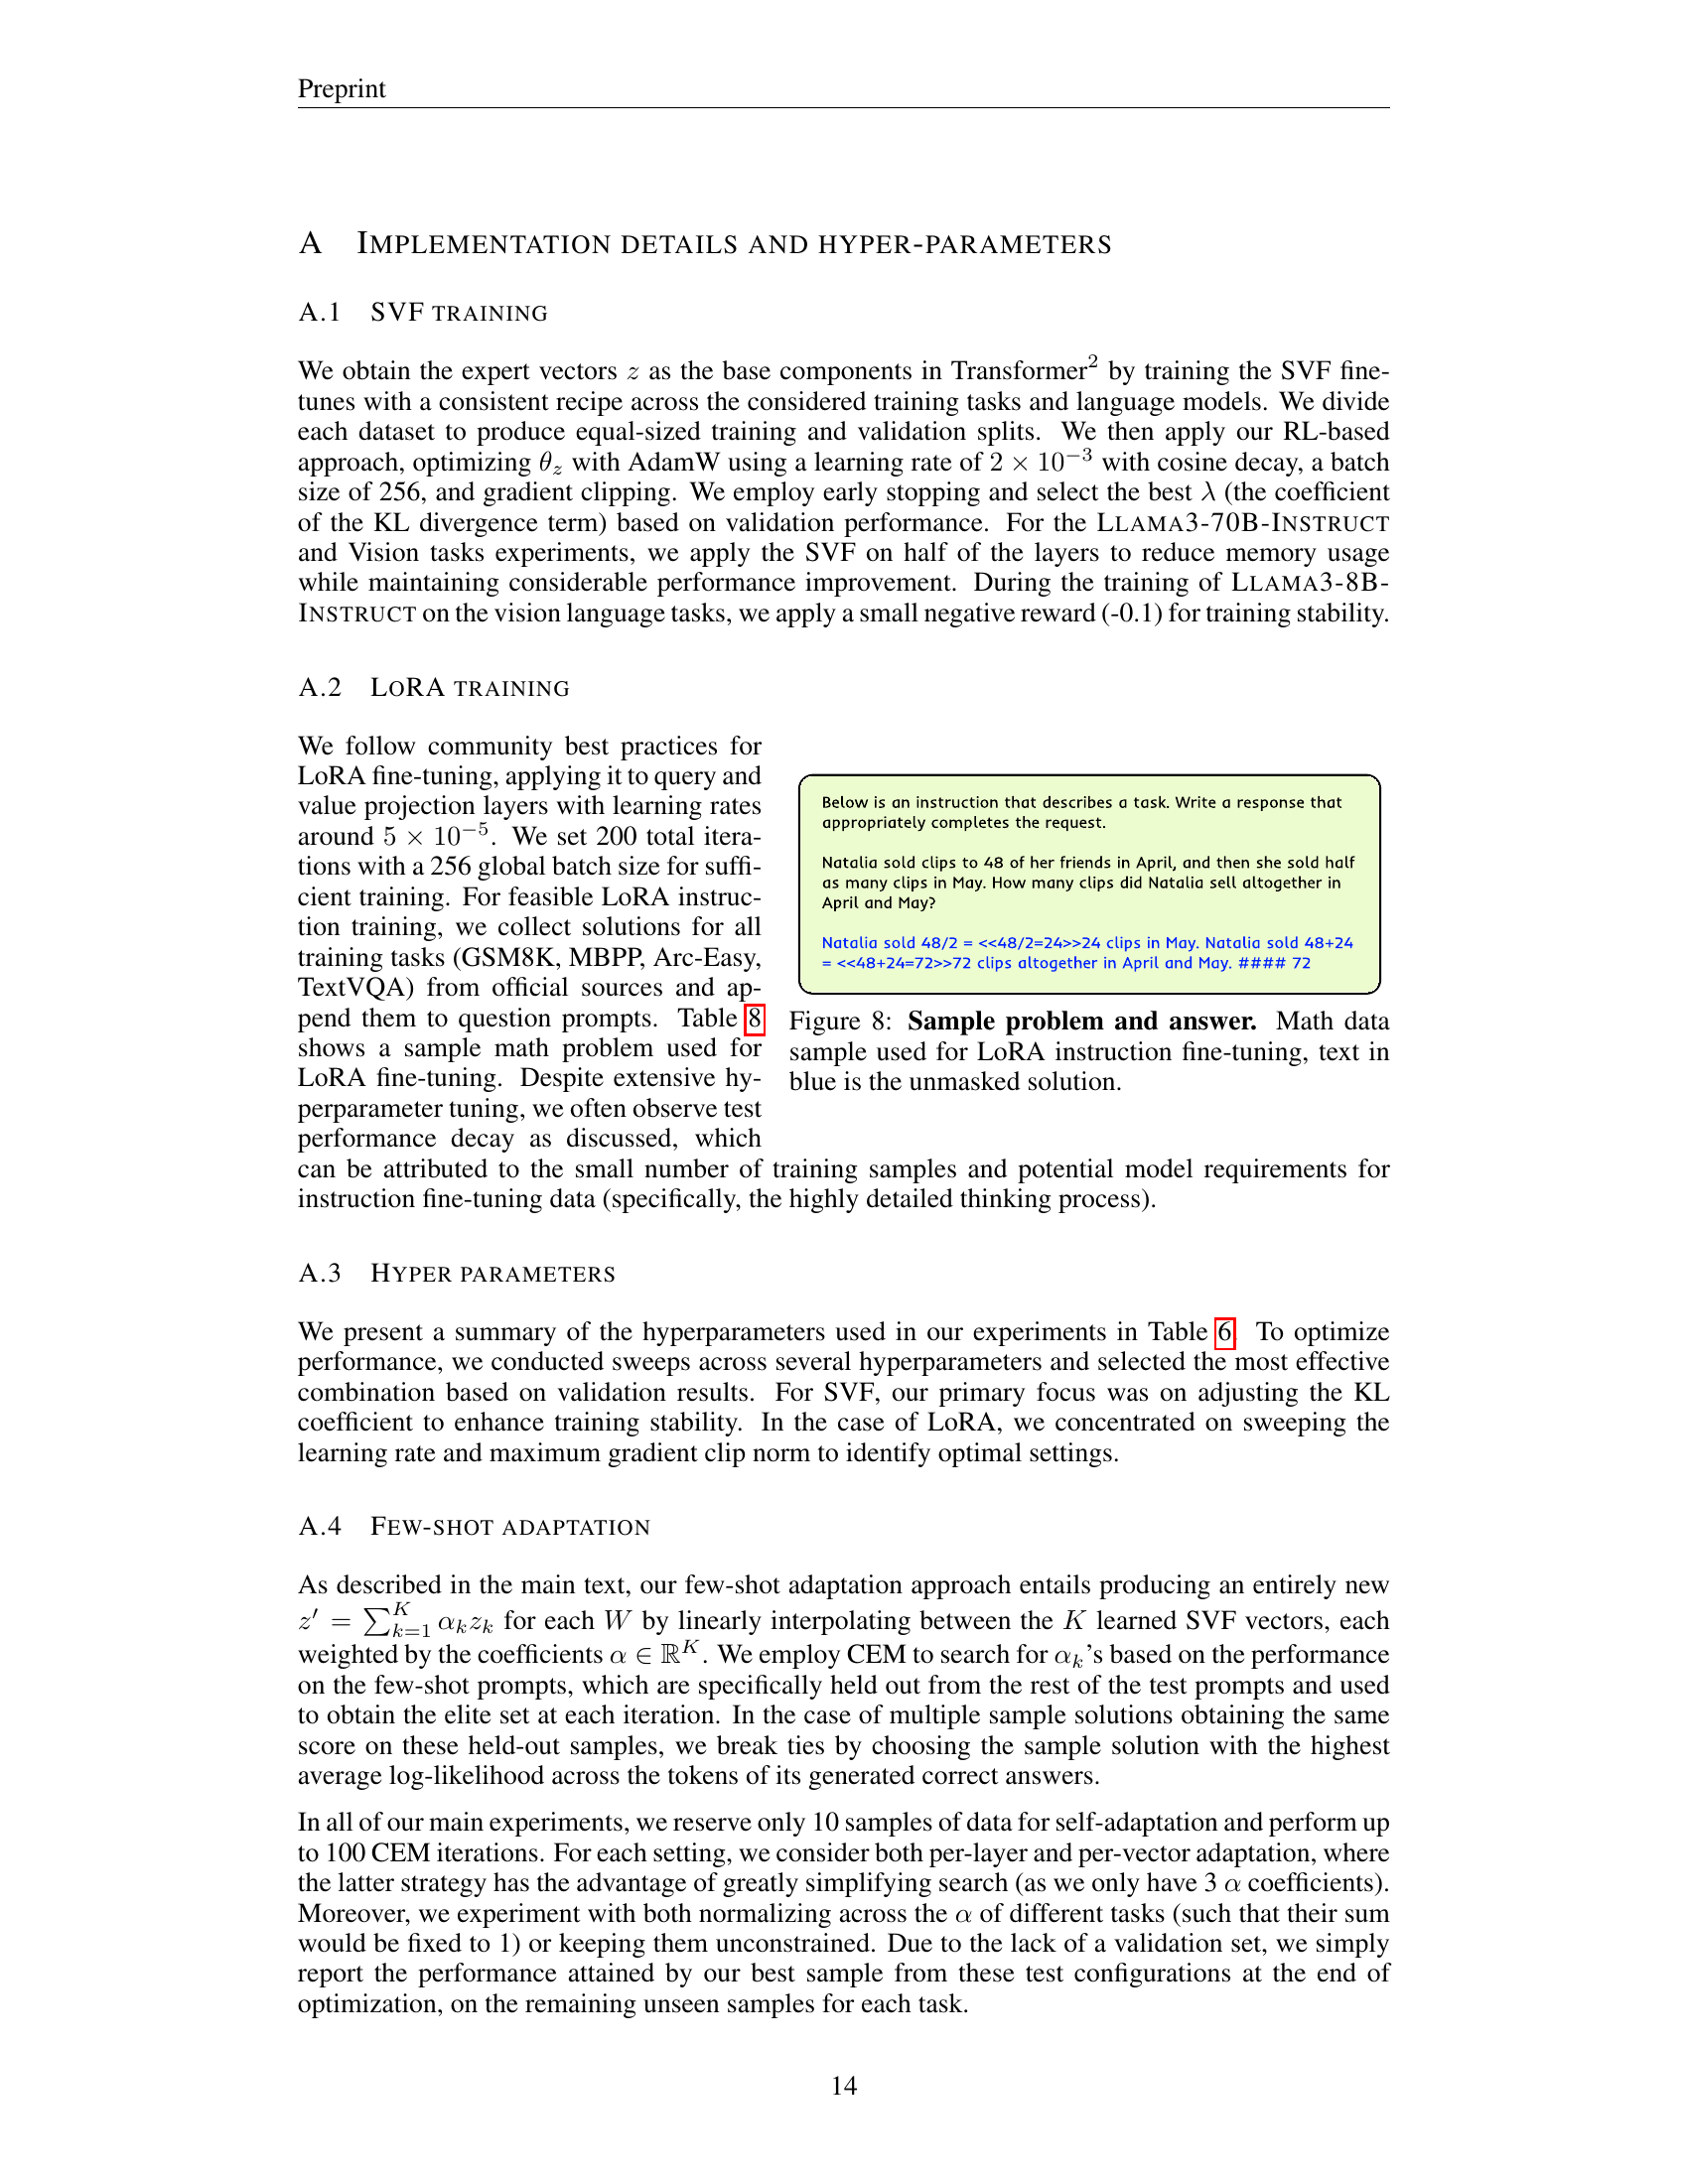 Preprint
A IMPLEMENTATION DETAILS AND HYPER-PARAMETERS
A.1 SVF TRAINING
We obtain the expert vectors z as the base components in Transformer² by training the SVF fine-
tunes with a consistent recipe across the considered training tasks and language models. We divide
each dataset to produce equal-sized training and validation splits. We then apply our RL-based
approach, optimizing θ_z with AdamW using a learning rate of 2 × 10⁻³ with cosine decay, a batch
size of 256, and gradient clipping. We employ early stopping and select the best λ (the coefficient
of the KL divergence term) based on validation performance. For the LLAMA3-70B-INSTRUCT
and Vision tasks experiments, we apply the SVF on half of the layers to reduce memory usage
while maintaining considerable performance improvement. During the training of LLAMA3-8B-
INSTRUCT on the vision language tasks, we apply a small negative reward (-0.1) for training stability.
A.2 LORA TRAINING
We follow community best practices for
LoRA fine-tuning, applying it to query and
value projection layers with learning rates
around 5 × 10⁻⁵. We set 200 total itera-
tions with a 256 global batch size for suffi-
cient training. For feasible LoRA instruc-
tion training, we collect solutions for all
training tasks (GSM8K, MBPP, Arc-Easy,
TextVQA) from official sources and ap-
pend them to question prompts. Table 8
shows a sample math problem used for
LoRA fine-tuning. Despite extensive hy-
perparameter tuning, we often observe test
performance decay as discussed, which
can be attributed to the small number of training samples and potential model requirements for
instruction fine-tuning data (specifically, the highly detailed thinking process).
Below is an instruction that describes a task. Write a response that
appropriately completes the request.
Natalia sold clips to 48 of her friends in April, and then she sold half
as many clips in May. How many clips did Natalia sell altogether in
April and May?
Natalia sold 48/2 = <<48/2=24>>24 clips in May. Natalia sold 48+24
= <<48+24=72>>72 clips altogether in April and May. #### 72
Figure 8: Sample problem and answer. Math data
sample used for LoRA instruction fine-tuning, text in
blue is the unmasked solution.
A.3 HYPER PARAMETERS
We present a summary of the hyperparameters used in our experiments in Table 6. To optimize
performance, we conducted sweeps across several hyperparameters and selected the most effective
combination based on validation results. For SVF, our primary focus was on adjusting the KL
coefficient to enhance training stability. In the case of LoRA, we concentrated on sweeping the
learning rate and maximum gradient clip norm to identify optimal settings.
A.4 FEW-SHOT ADAPTATION
As described in the main text, our few-shot adaptation approach entails producing an entirely new
z′ = ∑_{k=1}^{K} α_k z_k for each W by linearly interpolating between the K learned SVF vectors, each
weighted by the coefficients α ∈ ℝ^K. We employ CEM to search for α_k's based on the performance
on the few-shot prompts, which are specifically held out from the rest of the test prompts and used
to obtain the elite set at each iteration. In the case of multiple sample solutions obtaining the same
score on these held-out samples, we break ties by choosing the sample solution with the highest
average log-likelihood across the tokens of its generated correct answers.
In all of our main experiments, we reserve only 10 samples of data for self-adaptation and perform up
to 100 CEM iterations. For each setting, we consider both per-layer and per-vector adaptation, where
the latter strategy has the advantage of greatly simplifying search (as we only have 3 α coefficients).
Moreover, we experiment with both normalizing across the α of different tasks (such that their sum
would be fixed to 1) or keeping them unconstrained. Due to the lack of a validation set, we simply
report the performance attained by our best sample from these test configurations at the end of
optimization, on the remaining unseen samples for each task.
14